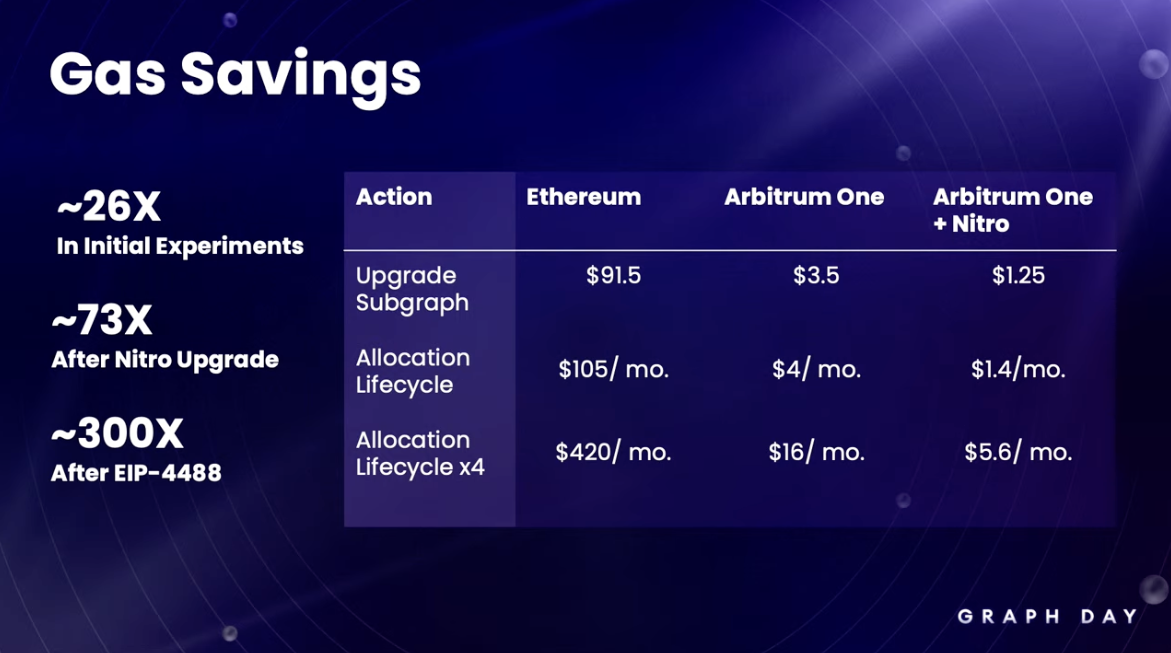 Gas Savings
~26X
In Initial Experiments
~73X
After Nitro Upgrade
~300X
After EIP-4488
Action Ethereum Arbitrum One Arbitrum One
+ Nitro
Upgrade
Subgraph
$91.5 $3.5 $1.25
Allocation
Lifecycle
$105/ mo. $4/ mo. $1.4/mo.
Allocation
Lifecycle x4
$420/ mo. $16/ mo. $5.6/ mo.
GRAPH DAY